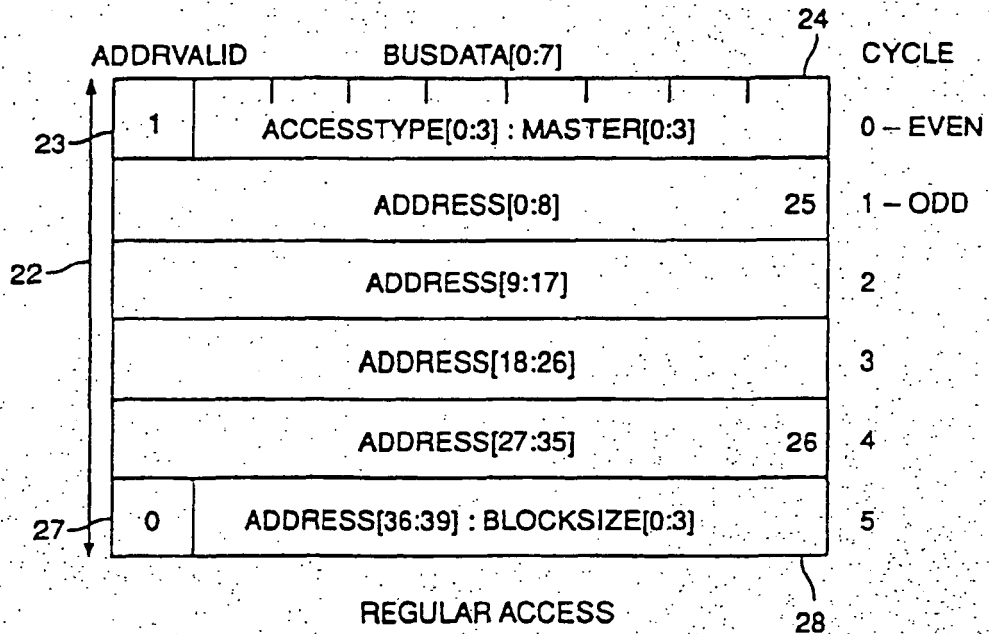 24
ADDRVALID BUSDATA[0:7] CYCLE
23 1 ACCESSTYPE[0:3] : MASTER[0:3] 0 – EVEN
ADDRESS[0:8] 25 1 – ODD
22 ADDRESS[9:17] 2
ADDRESS[18:26] 3
ADDRESS[27:35] 26 4
27 0 ADDRESS[36:39] : BLOCKSIZE[0:3] 5
REGULAR ACCESS 28